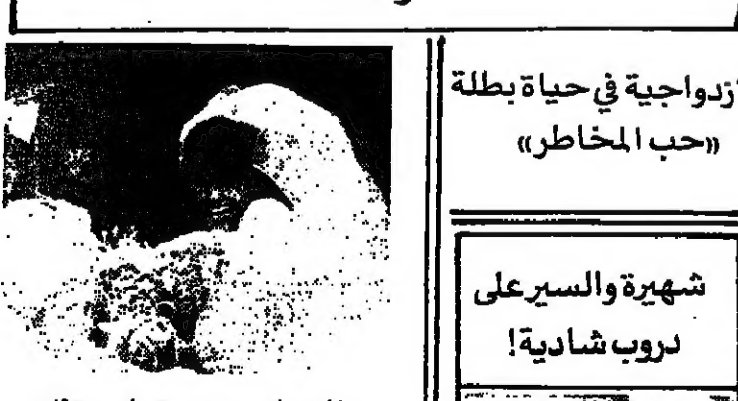 زدواجية في حياة بطلة
«حب المخاطر»
شهيرة والسير على
دروب شادية!